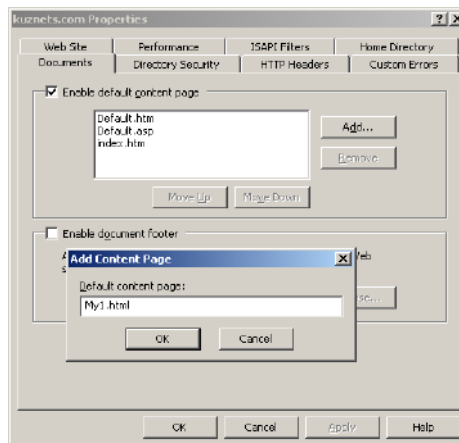 kuznets.com Properties
Web Site Performance ISAPI Filters Home Directory
Documents Directory Security HTTP Headers Custom Errors
Enable default content page
Default.htm
Default.asp
index.htm
Add...
Remove
Move Up Move Down
Enable document footer
Add Content Page
Default content page:
My1.html
OK Cancel
OK Cancel Apply Help